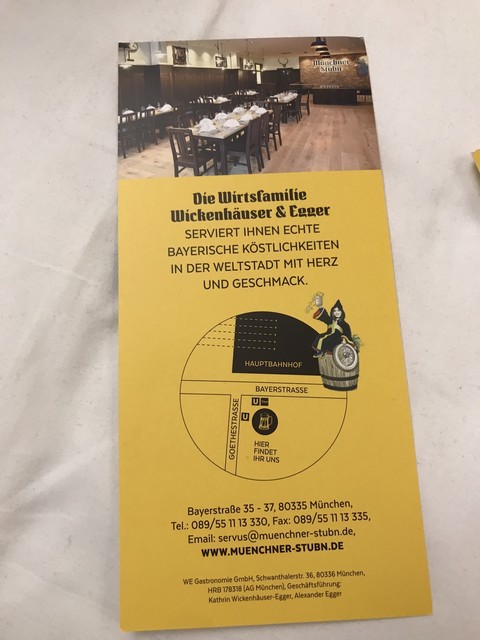 Münchner
Stubn
Die Wirtsfamilie
Wickenhäuser & Egger
SERVIERT IHNEN ECHTE
BAYERISCHE KÖSTLICHKEITEN
IN DER WELTSTADT MIT HERZ
UND GESCHMACK.
HAUPTBAHNHOF
BAYERSTRASSE
GOETHESTRASSE
U
U
HIER
FINDET
IHR UNS
Bayerstraße 35 - 37, 80335 München,
Tel.: 089/55 11 13 330, Fax: 089/55 11 13 335,
Email: servus@muenchner-stubn.de,
WWW.MUENCHNER-STUBN.DE
WE Gastronomie GmbH, Schwanthalerstr. 36, 80336 München,
HRB 178318 (AG München), Geschäftsführung:
Kathrin Wickenhäuser-Egger, Alexander Egger